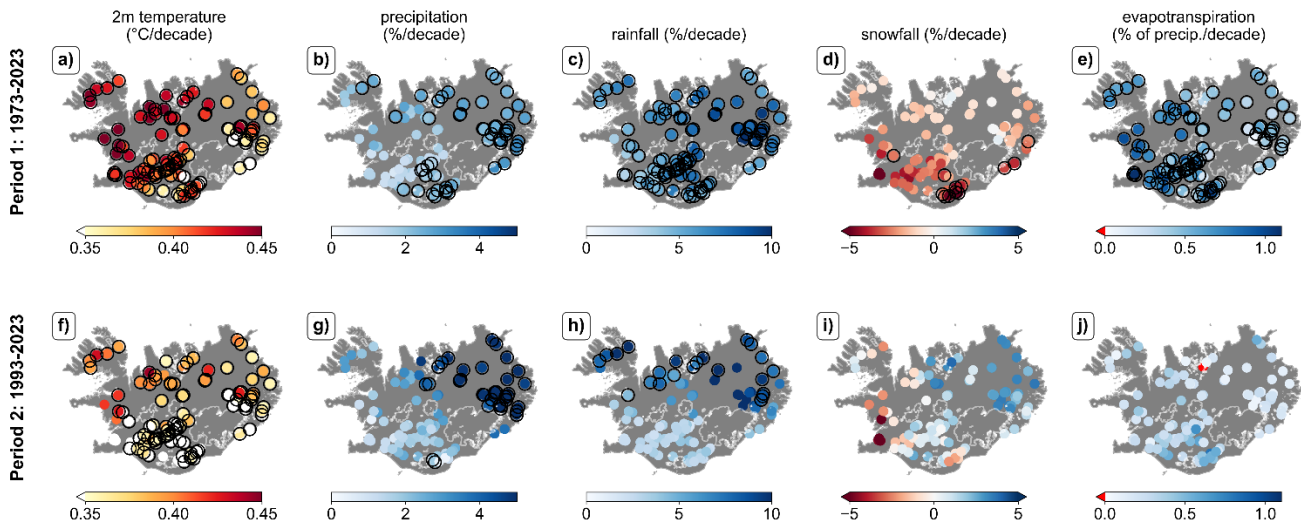 2m temperature
(°C/decade)
precipitation
(%/decade)
rainfall (%/decade)
snowfall (%/decade)
evapotranspiration
(% of precip./decade)
Period 1: 1973-2023
a)
b)
c)
d)
e)
0.35 0.40 0.45
0 2 4
0 5 10
−5 0 5
0.0 0.5 1.0
Period 2: 1993-2023
f)
g)
h)
i)
j)
0.35 0.40 0.45
0 2 4
0 5 10
−5 0 5
0.0 0.5 1.0